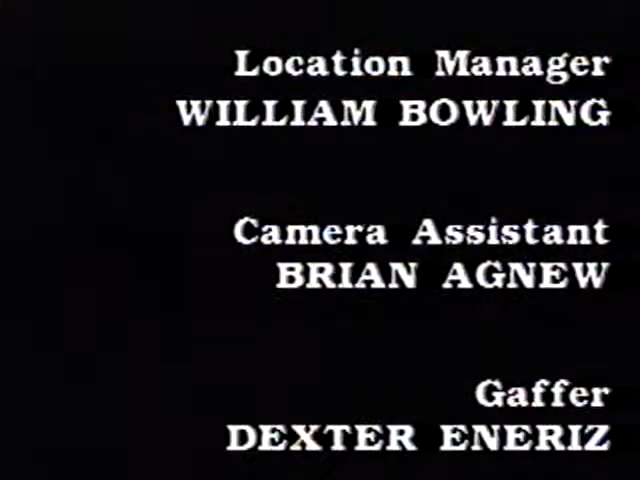 Location Manager
WILLIAM BOWLING
Camera Assistant
BRIAN AGNEW
Gaffer
DEXTER ENERIZ